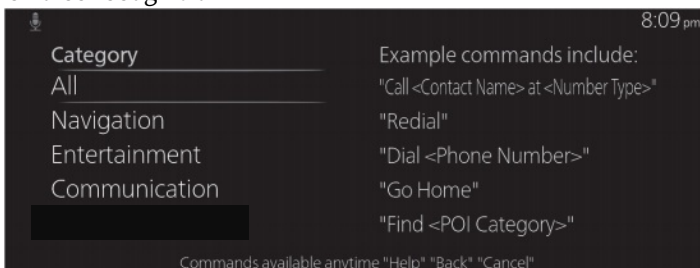 8:09 pm
Category
All
Navigation
Entertainment
Communication
Example commands include:
"Call <Contact Name> at <Number Type>"
"Redial"
"Dial <Phone Number>"
"Go Home"
"Find <POI Category>"
Commands available anytime "Help" "Back" "Cancel"